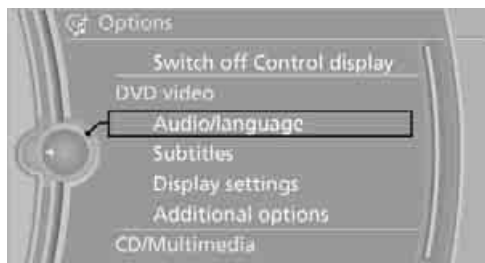 Options
Switch off Control display
DVD video
Audio/language
Subtitles
Display settings
Additional options
CD/Multimedia